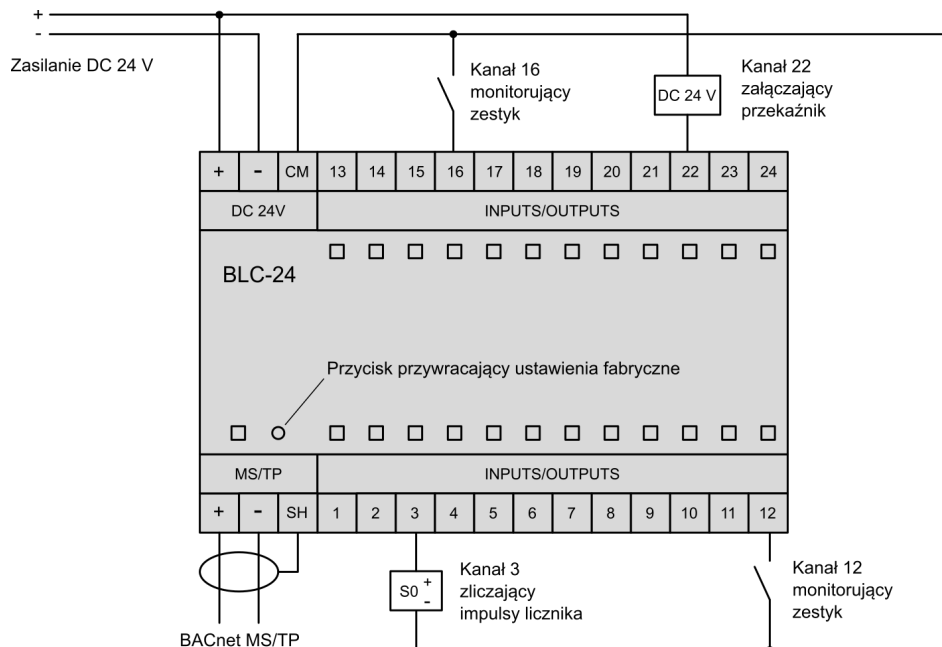 +
-
Zasilanie DC 24 V
Kanał 16
monitorujący
zestyk
DC 24 V
Kanał 22
załączający
przekaźnik
+ - CM 13 14 15 16 17 18 19 20 21 22 23 24
DC 24V INPUTS/OUTPUTS
BLC-24
Przycisk przywracający ustawienia fabryczne
MS/TP INPUTS/OUTPUTS
+ - SH 1 2 3 4 5 6 7 8 9 10 11 12
S0 + -
Kanał 3
zliczający
impulsy licznika
Kanał 12
monitorujący
zestyk
BACnet MS/TP